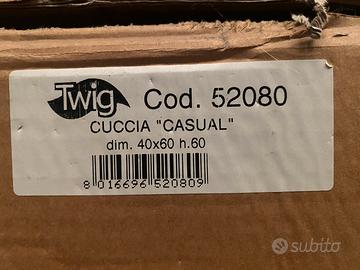 Twig Cod. 52080
CUCCIA "CASUAL"
dim. 40x60 h.60
8 016696 520809
subito